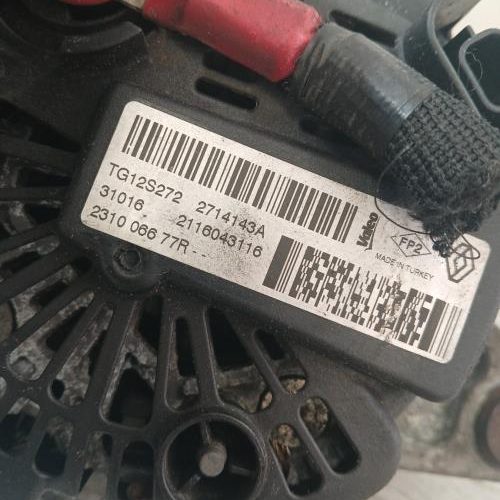 TG12S272 2714143A
31016 2116043116
2310 066 77R--
Valeo
FP2
MADE IN TURKEY